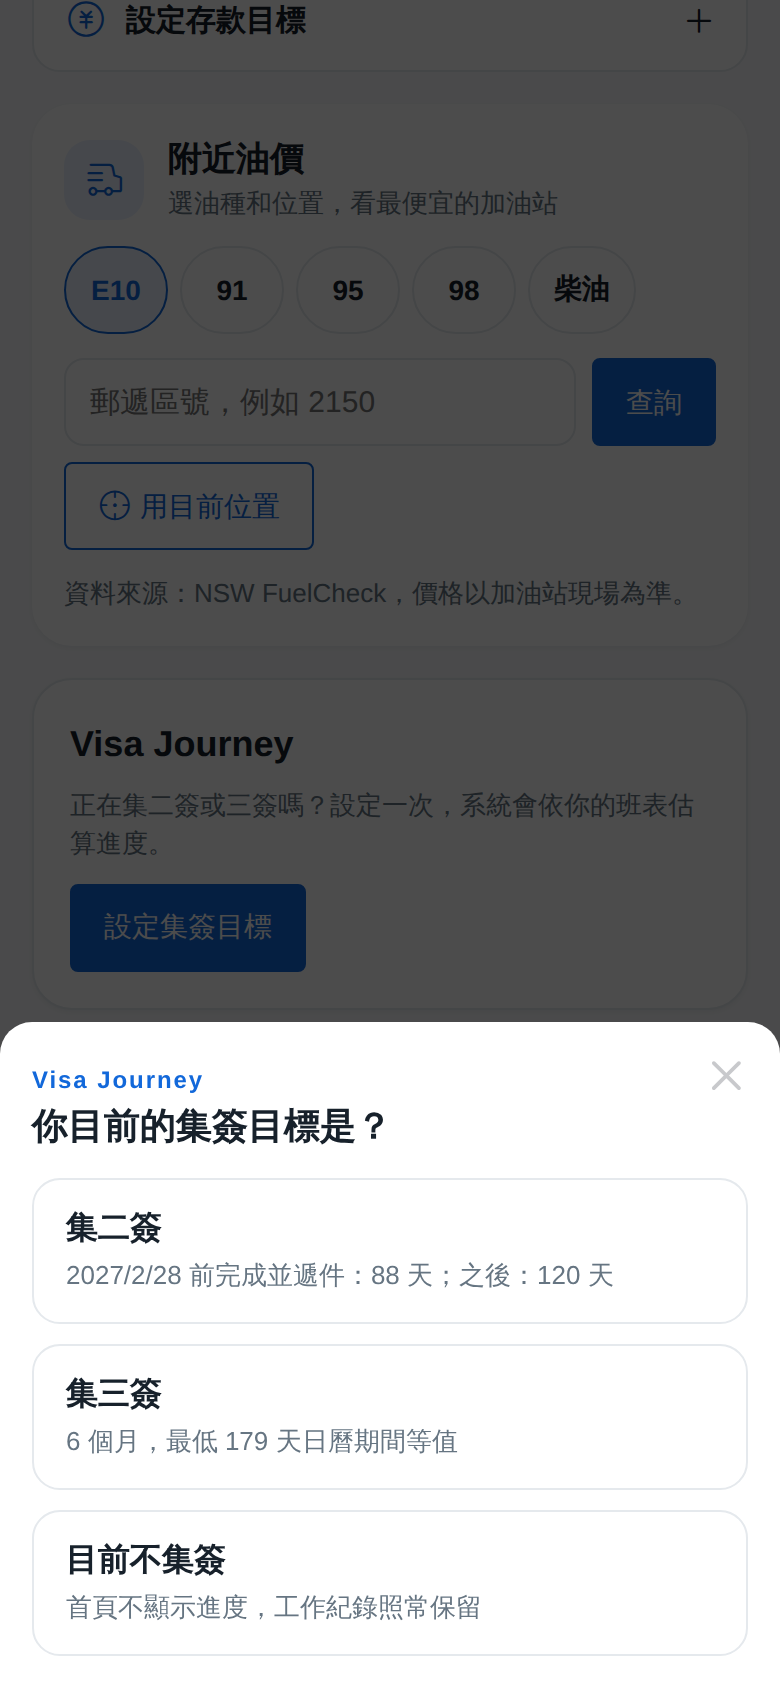 設定存款目標
附近油價
選油種和位置，看最便宜的加油站
E10 91 95 98 柴油
郵遞區號，例如 2150 查詢
用目前位置
資料來源：NSW FuelCheck，價格以加油站現場為準。
Visa Journey
正在集二簽或三簽嗎？設定一次，系統會依你的班表估
算進度。
設定集簽目標
Visa Journey
你目前的集簽目標是？
集二簽
2027/2/28 前完成並遞件：88 天；之後：120 天
集三簽
6 個月，最低 179 天日曆期間等值
目前不集簽
首頁不顯示進度，工作紀錄照常保留